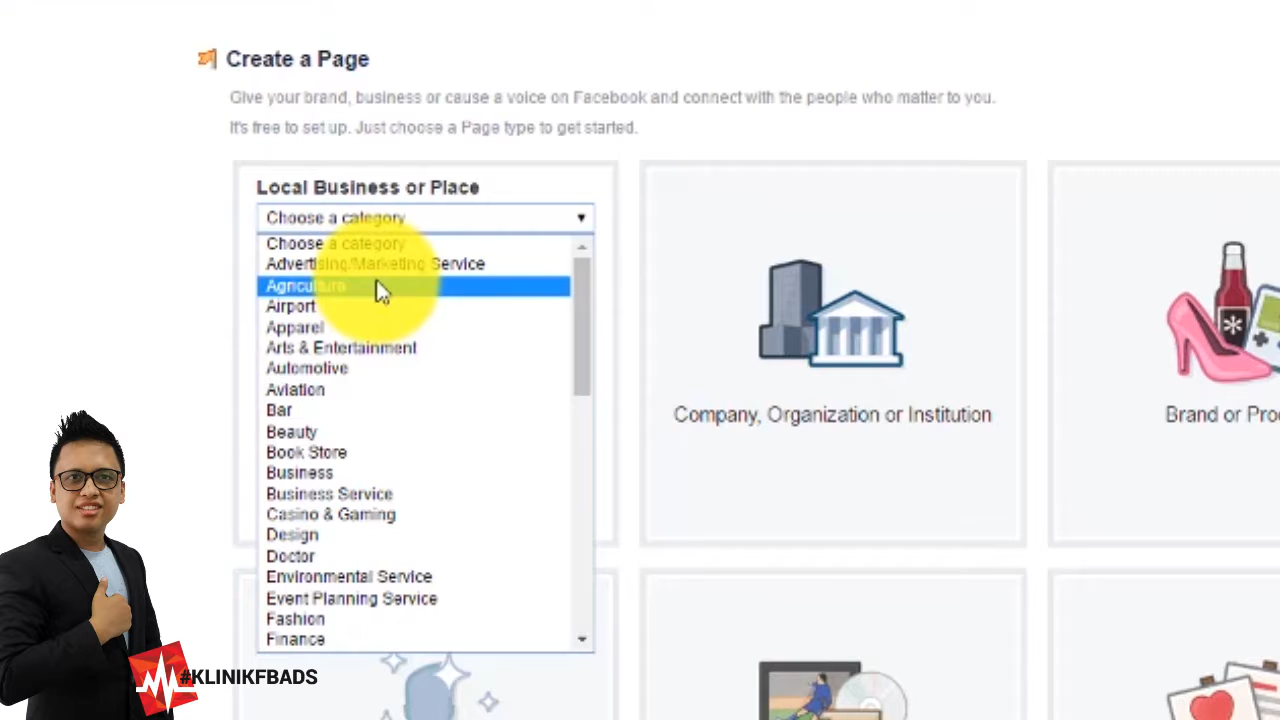 Create a Page
Give your brand, business or cause a voice on Facebook and connect with the people who matter to you.
It's free to set up. Just choose a Page type to get started.
Local Business or Place
Choose a category
Choose a category
Advertising/Marketing Service
Agriculture
Airport
Apparel
Arts & Entertainment
Automotive
Aviation
Bar
Beauty
Book Store
Business
Business Service
Casino & Gaming
Design
Doctor
Environmental Service
Event Planning Service
Fashion
Finance
Company, Organization or Institution
Brand or Pro
#KLINIKFBADS